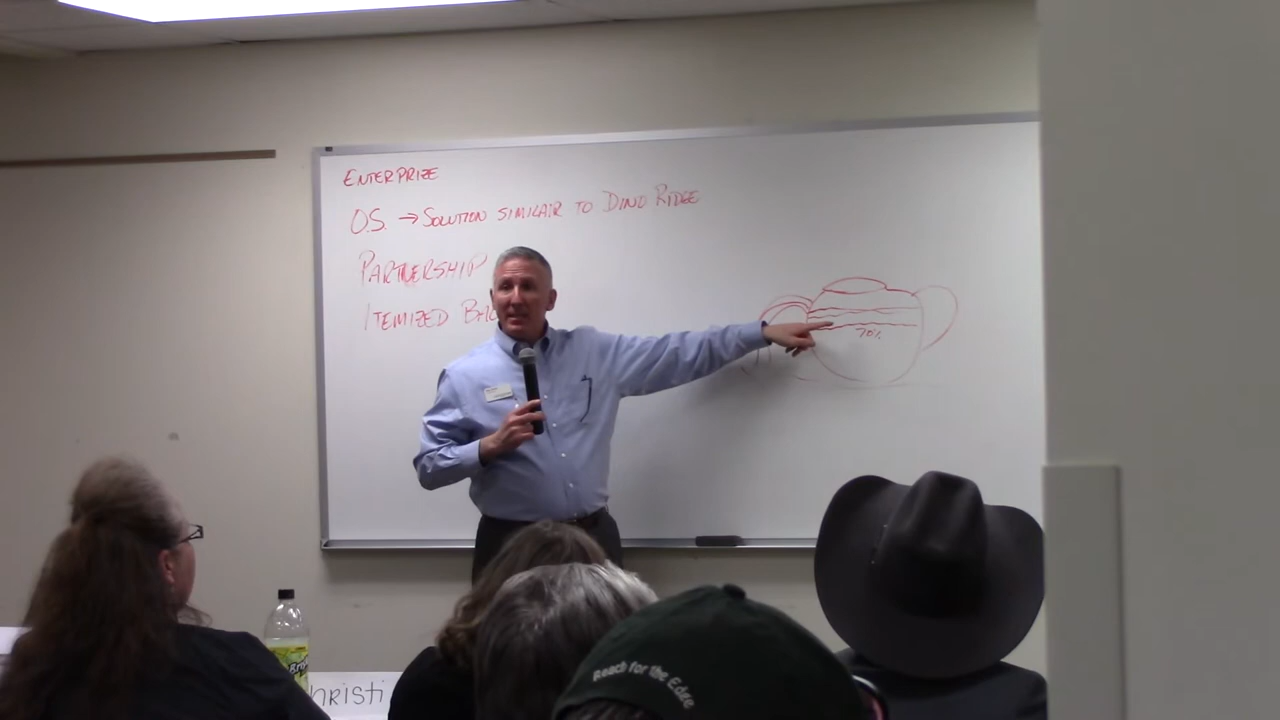 ENTERPRIZE
O.S. → SOLUTION SIMILAIR TO DINO RIDGE
PARTNERSHIP
ITEMIZED
70%
hristi
Reach for the Edge